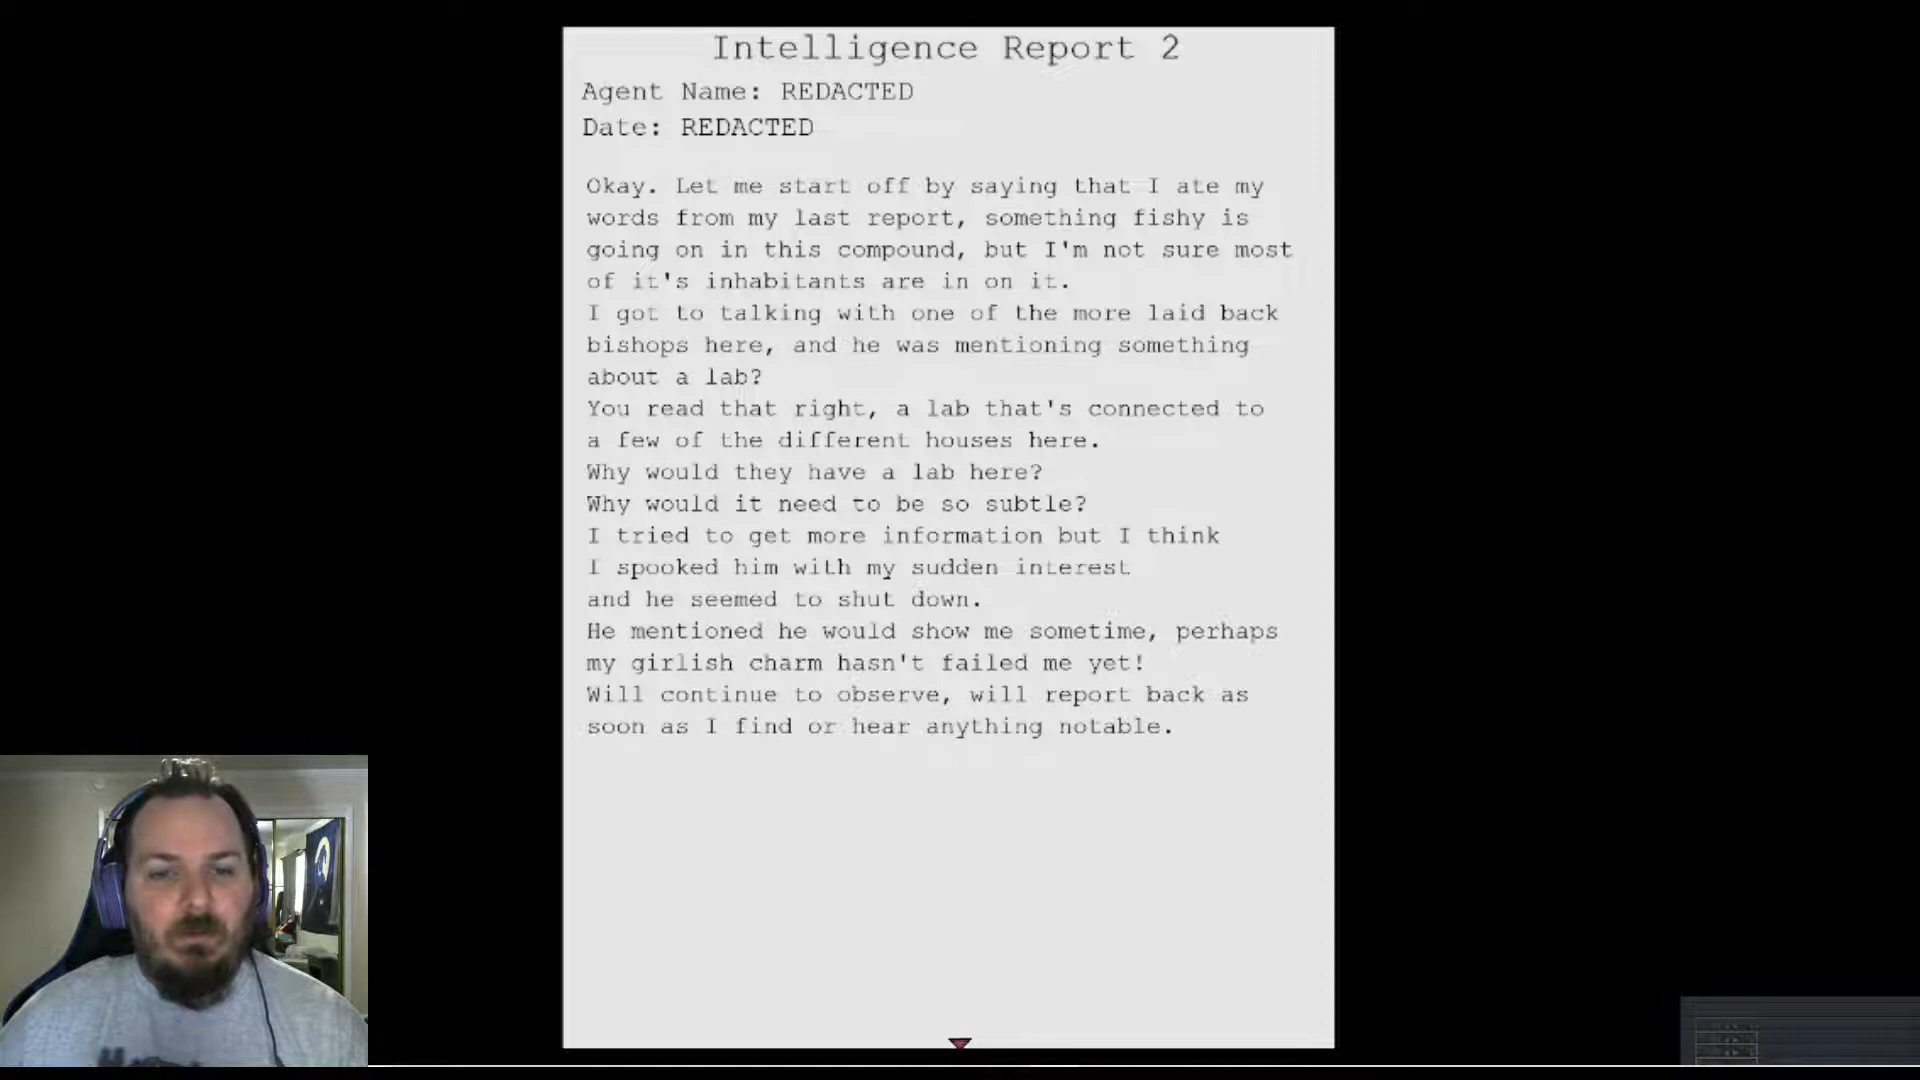 Intelligence Report 2
Agent Name: REDACTED
Date: REDACTED
Okay. Let me start off by saying that I ate my
words from my last report, something fishy is
going on in this compound, but I'm not sure most
of it's inhabitants are in on it.
I got to talking with one of the more laid back
bishops here, and he was mentioning something
about a lab?
You read that right, a lab that's connected to
a few of the different houses here.
Why would they have a lab here?
Why would it need to be so subtle?
I tried to get more information but I think
I spooked him with my sudden interest
and he seemed to shut down.
He mentioned he would show me sometime, perhaps
my girlish charm hasn't failed me yet!
Will continue to observe, will report back as
soon as I find or hear anything notable.